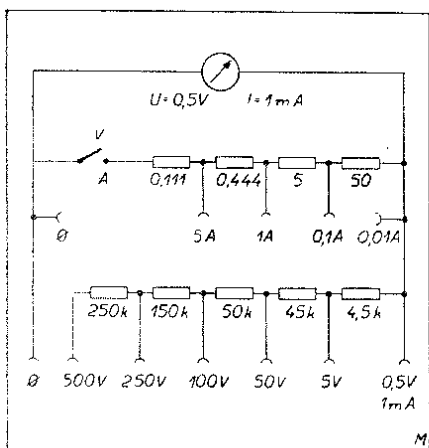 U=0,5V I=1mA
V
A
0,111 0,444 5 50
0 5A 1A 0,1A 0,01A
250k 150k 50k 45k 4,5k
0 500V 250V 100V 50V 5V 0,5V
1mA
M